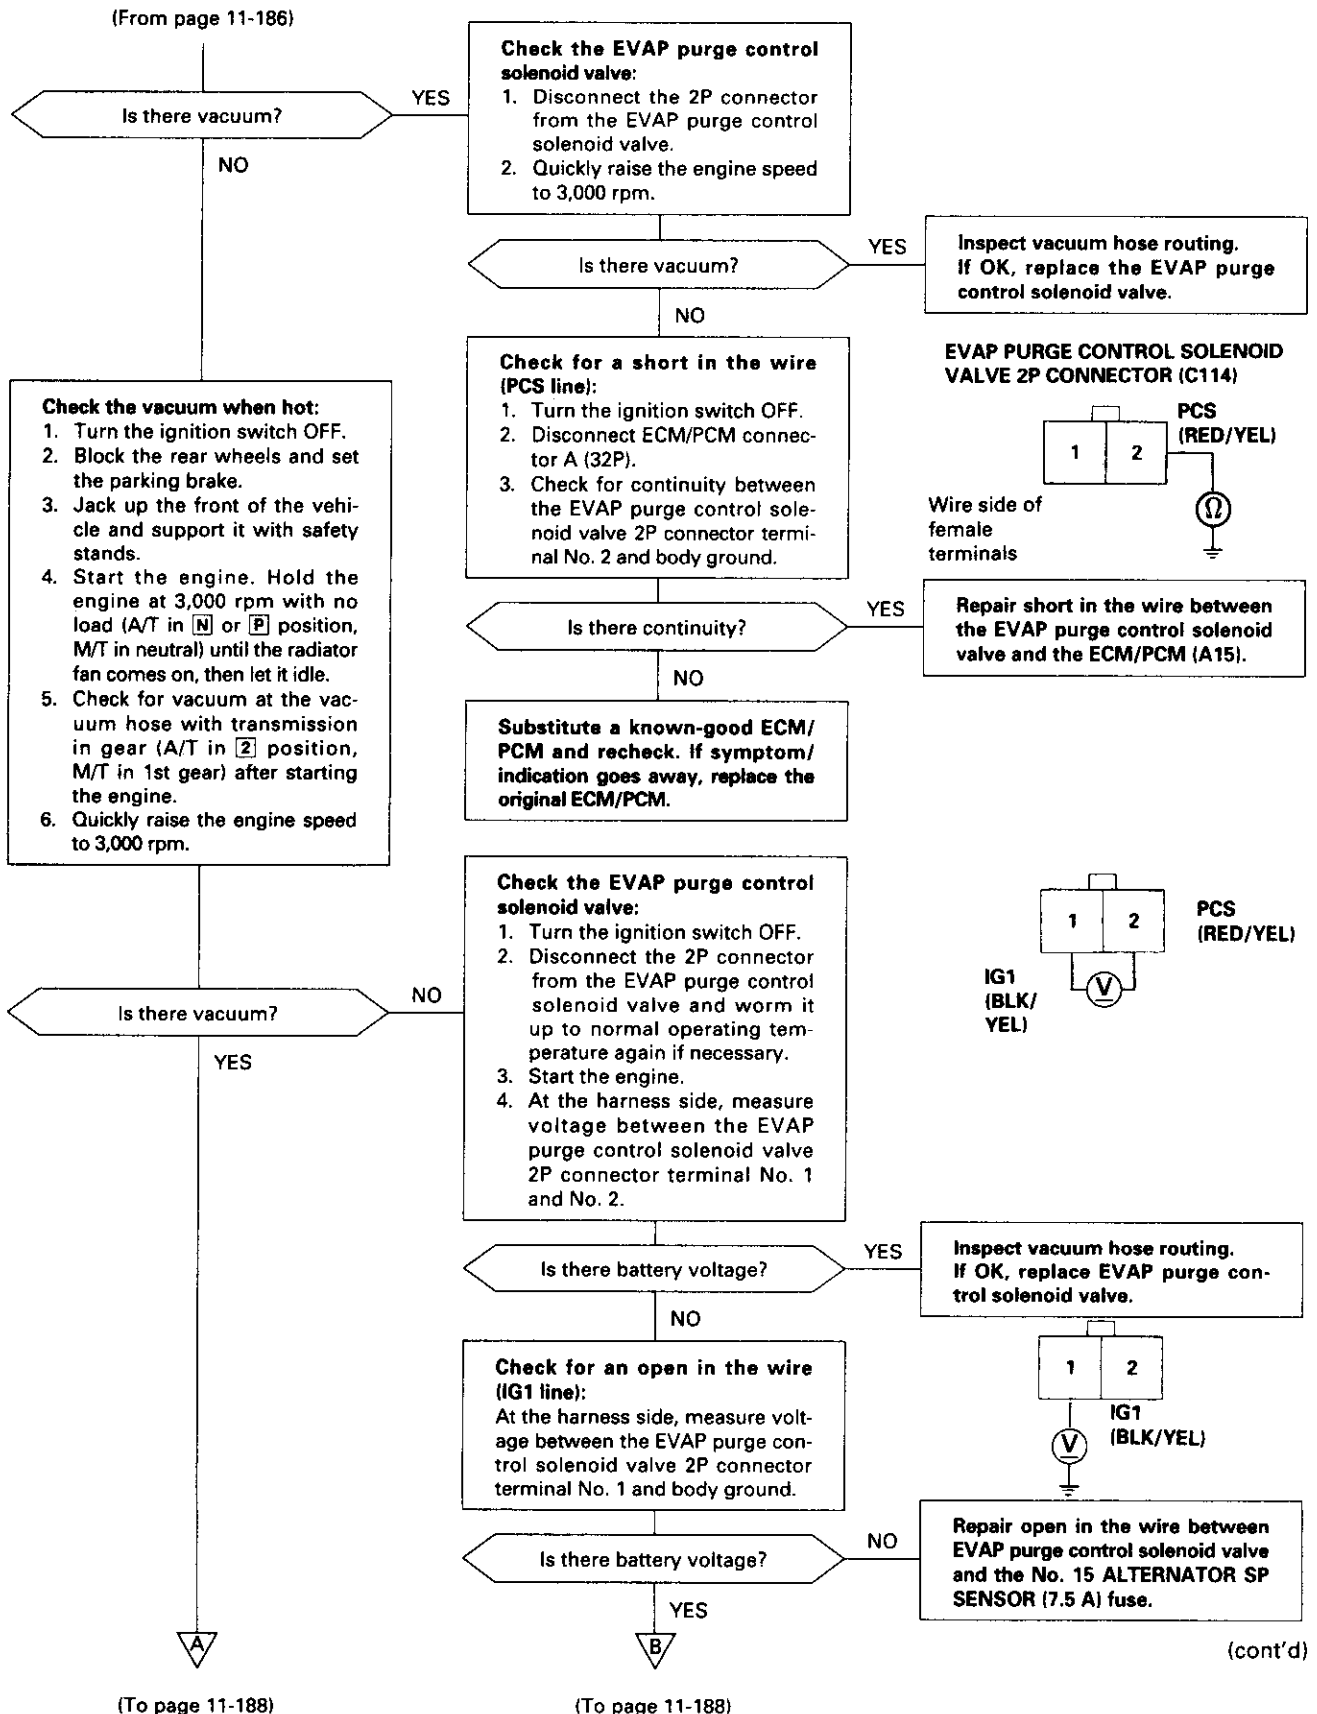 (From page 11-186)
Is there vacuum?
YES
NO
Check the EVAP purge control
solenoid valve:
1. Disconnect the 2P connector
from the EVAP purge control
solenoid valve.
2. Quickly raise the engine speed
to 3,000 rpm.
Is there vacuum?
YES
NO
Inspect vacuum hose routing.
If OK, replace the EVAP purge
control solenoid valve.
Check for a short in the wire
(PCS line):
1. Turn the ignition switch OFF.
2. Disconnect ECM/PCM connec-
tor A (32P).
3. Check for continuity between
the EVAP purge control sole-
noid valve 2P connector termi-
nal No. 2 and body ground.
EVAP PURGE CONTROL SOLENOID
VALVE 2P CONNECTOR (C114)
PCS
(RED/YEL)
1 2
Ω
Wire side of
female
terminals
Is there continuity?
YES
NO
Repair short in the wire between
the EVAP purge control solenoid
valve and the ECM/PCM (A15).
Substitute a known-good ECM/
PCM and recheck. If symptom/
indication goes away, replace the
original ECM/PCM.
Check the vacuum when hot:
1. Turn the ignition switch OFF.
2. Block the rear wheels and set
the parking brake.
3. Jack up the front of the vehi-
cle and support it with safety
stands.
4. Start the engine. Hold the
engine at 3,000 rpm with no
load (A/T in N or P position,
M/T in neutral) until the radiator
fan comes on, then let it idle.
5. Check for vacuum at the vac-
uum hose with transmission
in gear (A/T in 2 position,
M/T in 1st gear) after starting
the engine.
6. Quickly raise the engine speed
to 3,000 rpm.
Is there vacuum?
NO
YES
Check the EVAP purge control
solenoid valve:
1. Turn the ignition switch OFF.
2. Disconnect the 2P connector
from the EVAP purge control
solenoid valve and worm it
up to normal operating tem-
perature again if necessary.
3. Start the engine.
4. At the harness side, measure
voltage between the EVAP
purge control solenoid valve
2P connector terminal No. 1
and No. 2.
1 2
PCS
(RED/YEL)
IG1
(BLK/
YEL)
V
Is there battery voltage?
YES
NO
Inspect vacuum hose routing.
If OK, replace EVAP purge con-
trol solenoid valve.
Check for an open in the wire
(IG1 line):
At the harness side, measure volt-
age between the EVAP purge con-
trol solenoid valve 2P connector
terminal No. 1 and body ground.
1 2
IG1
(BLK/YEL)
V
Is there battery voltage?
NO
YES
Repair open in the wire between
EVAP purge control solenoid valve
and the No. 15 ALTERNATOR SP
SENSOR (7.5 A) fuse.
A
B
(cont'd)
(To page 11-188)
(To page 11-188)